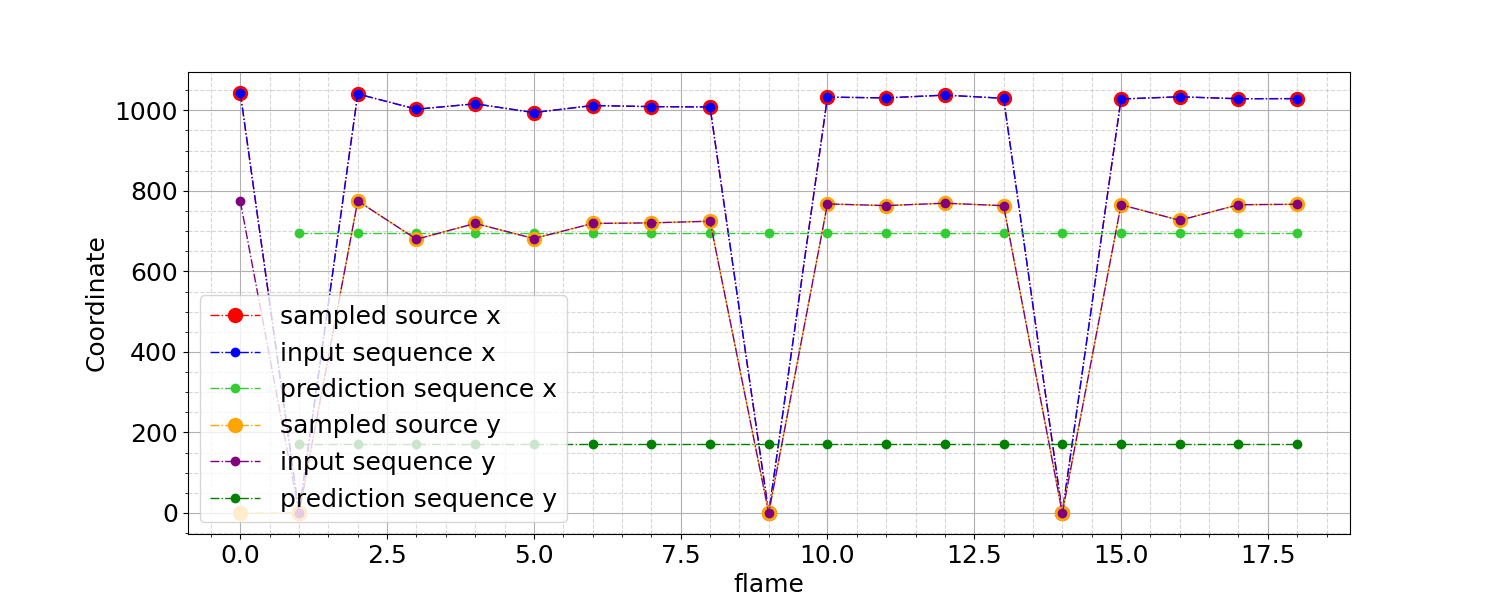 1000
800
600
400
200
0
Coordinate
sampled source x
input sequence x
prediction sequence x
sampled source y
input sequence y
prediction sequence y
0.0 2.5 5.0 7.5 10.0 12.5 15.0 17.5
flame